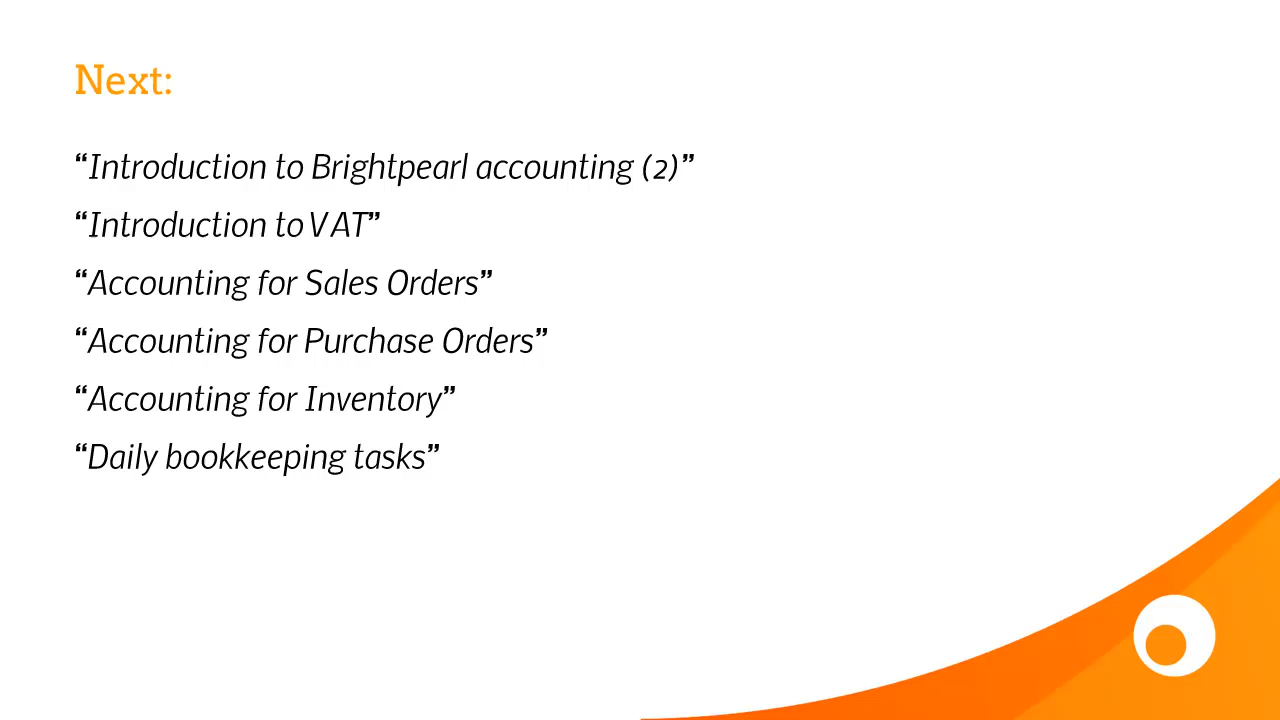 Next:
“Introduction to Brightpearl accounting (2)”
“Introduction to VAT”
“Accounting for Sales Orders”
“Accounting for Purchase Orders”
“Accounting for Inventory”
“Daily bookkeeping tasks”